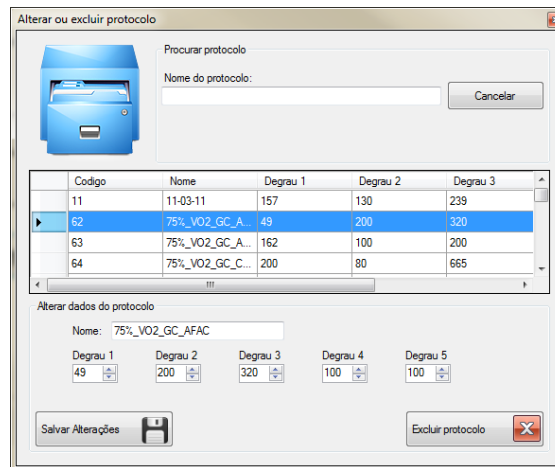 Alterar ou excluir protocolo
Procurar protocolo
Nome do protocolo:
Cancelar
Codigo Nome Degrau 1 Degrau 2 Degrau 3
11 11-03-11 157 130 239
62 75%_VO2_GC_A... 49 200 320
63 75%_VO2_GC_A... 162 100 200
64 75%_VO2_GC_C... 200 80 665
Alterar dados do protocolo
Nome: 75%_VO2_GC_AFAC
Degrau 1 Degrau 2 Degrau 3 Degrau 4 Degrau 5
49 200 320 100 100
Salvar Alterações Excluir protocolo